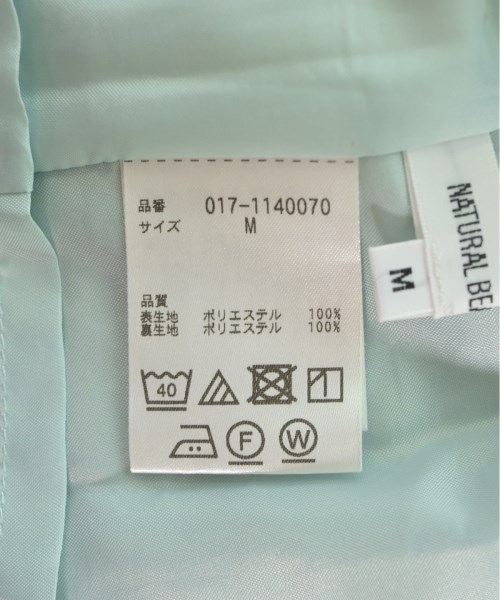 品番 017-1140070
サイズ M
品質
表生地 ポリエステル 100%
裏生地 ポリエステル 100%
40
F W
M
NATURAL BE